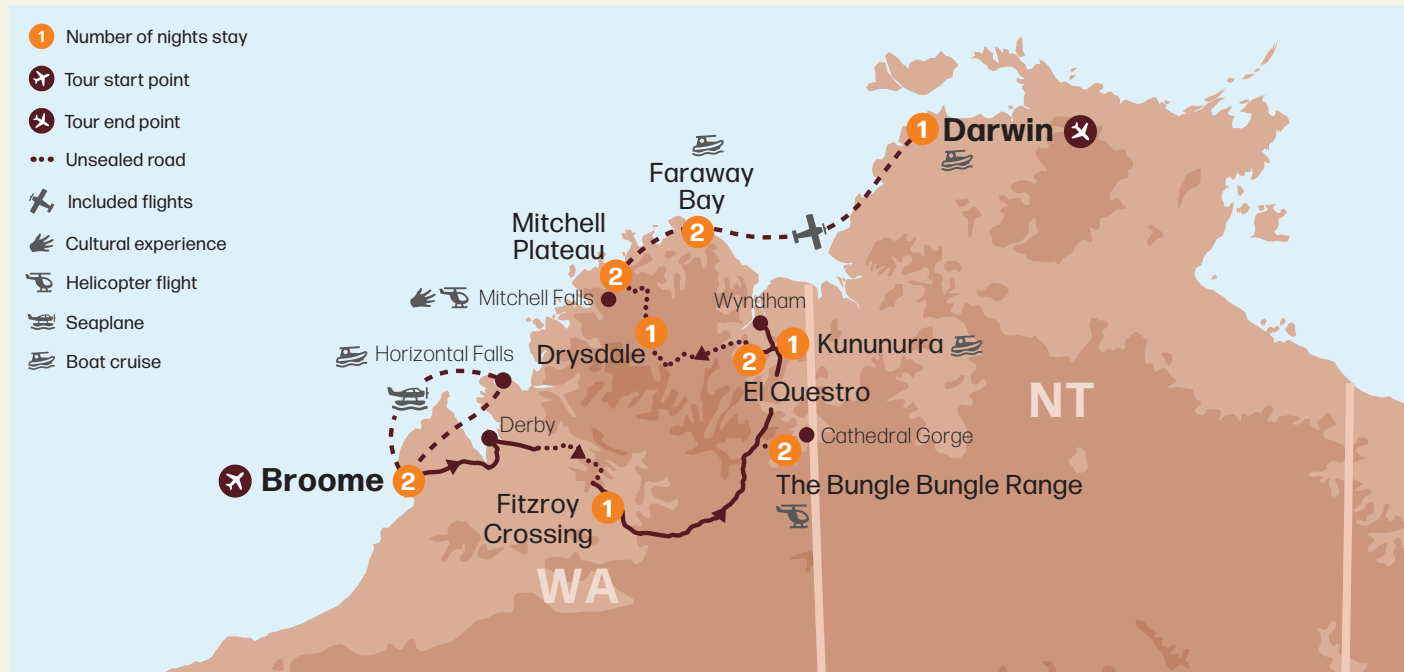 1 Number of nights stay
Tour start point
Tour end point
Unsealed road
Included flights
Cultural experience
Helicopter flight
Seaplane
Boat cruise
1 Darwin
Faraway
Bay
2
Mitchell
Plateau
2
Mitchell Falls
Wyndham
1
Drysdale
1 Kununurra
2
El Questro
Horizontal Falls
NT
Derby
Cathedral Gorge
2
The Bungle Bungle Range
Broome 2
Fitzroy
Crossing
1
WA